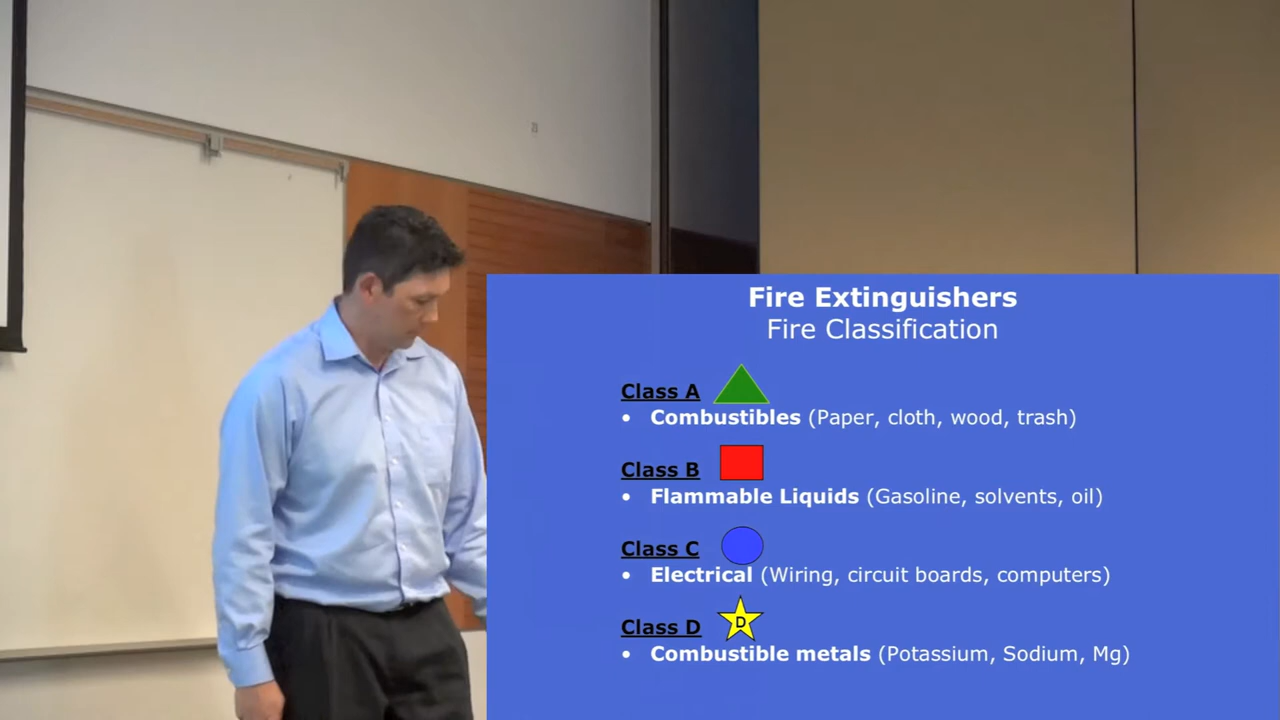 Fire Extinguishers
Fire Classification
Class A
• Combustibles (Paper, cloth, wood, trash)
Class B
• Flammable Liquids (Gasoline, solvents, oil)
Class C
• Electrical (Wiring, circuit boards, computers)
Class D
D
• Combustible metals (Potassium, Sodium, Mg)